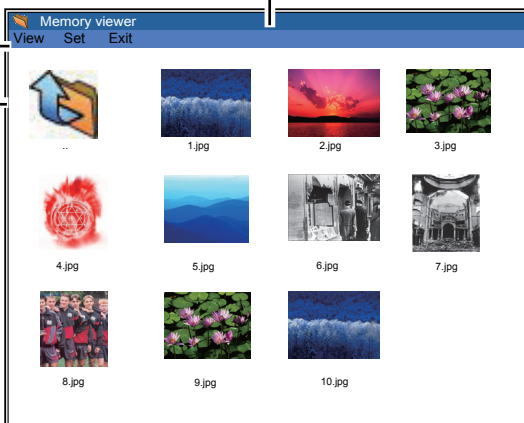 Memory viewer
View Set Exit
.. 1.jpg 2.jpg 3.jpg
4.jpg 5.jpg 6.jpg 7.jpg
8.jpg 9.jpg 10.jpg